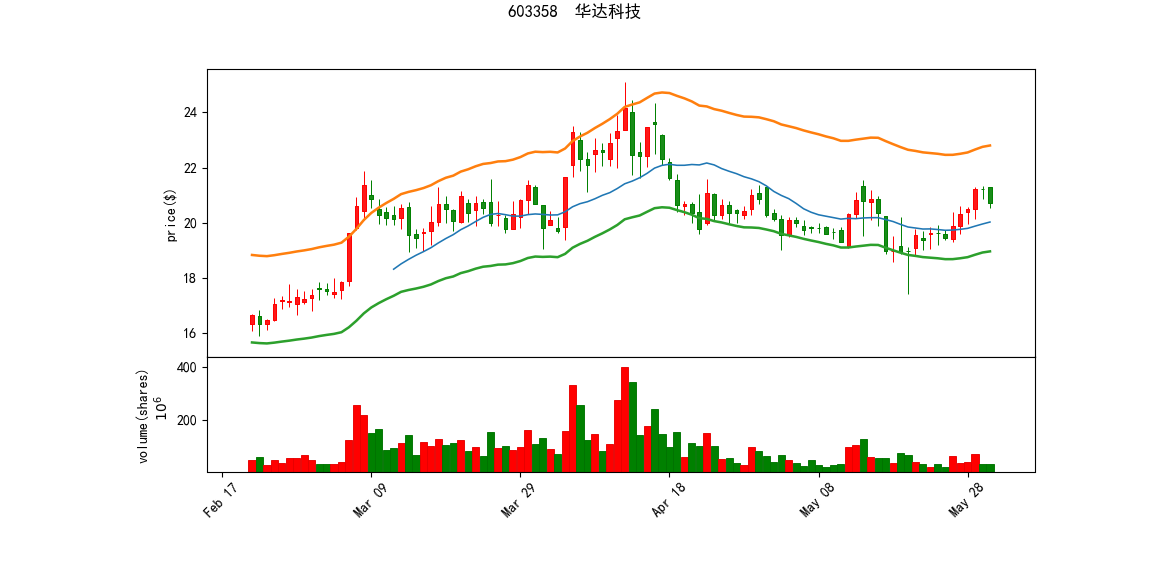 603358  华达科技
price($)
24
22
20
18
16
volume(shares)
10^6
400
200
Feb 17
Mar 09
Mar 29
Apr 18
May 08
May 28